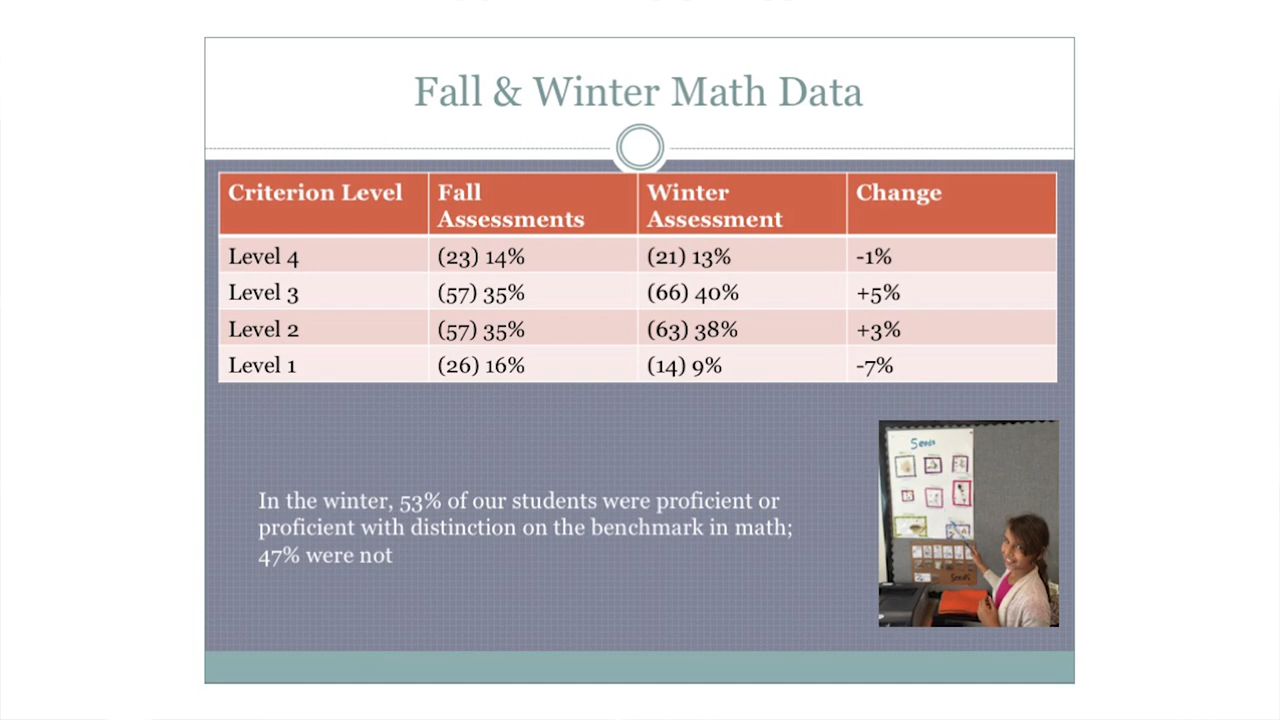 Fall & Winter Math Data
Criterion Level
Fall
Assessments
Winter
Assessment
Change
Level 4 (23) 14% (21) 13% -1%
Level 3 (57) 35% (66) 40% +5%
Level 2 (57) 35% (63) 38% +3%
Level 1 (26) 16% (14) 9% -7%
In the winter, 53% of our students were proficient or
proficient with distinction on the benchmark in math;
47% were not
Seeds